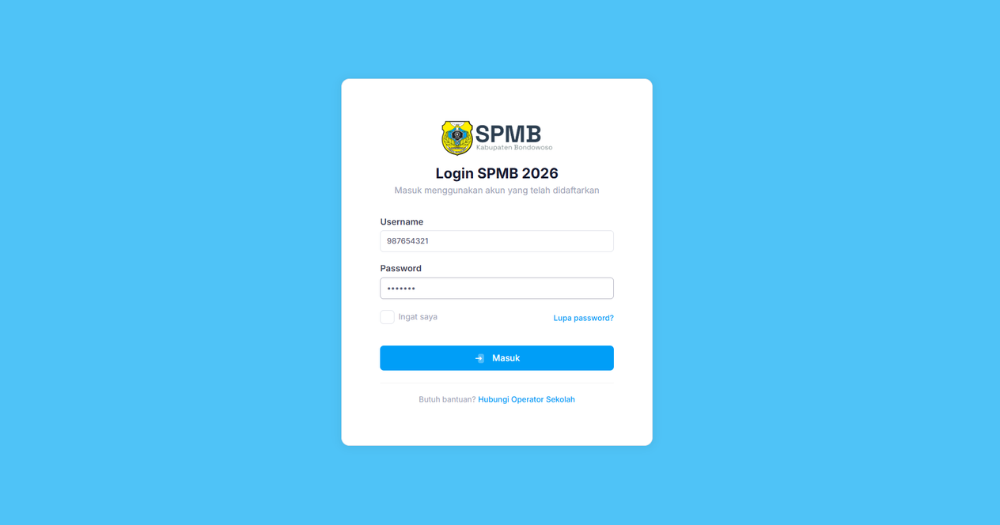 SPMB
Kabupaten Bondowoso
Login SPMB 2026
Masuk menggunakan akun yang telah didaftarkan
Username
987654321
Password
•••••••
Ingat saya
Lupa password?
Masuk
Butuh bantuan? Hubungi Operator Sekolah